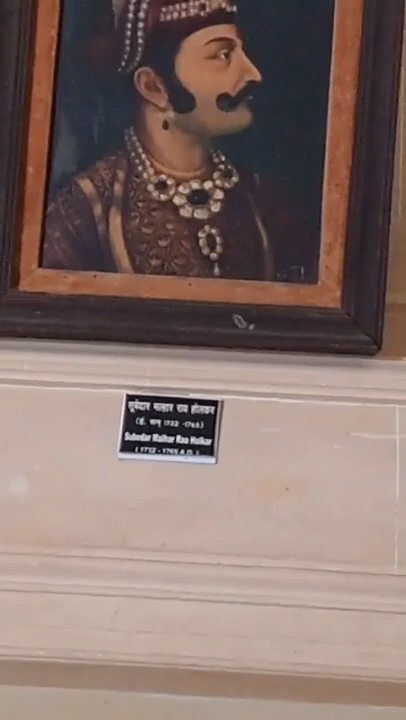 सूबेदार मल्हार राव होलकर
(ई. सन् 1732 -1765)
Subedar Malhar Rao Holkar
( 1732 - 1765 A.D. )